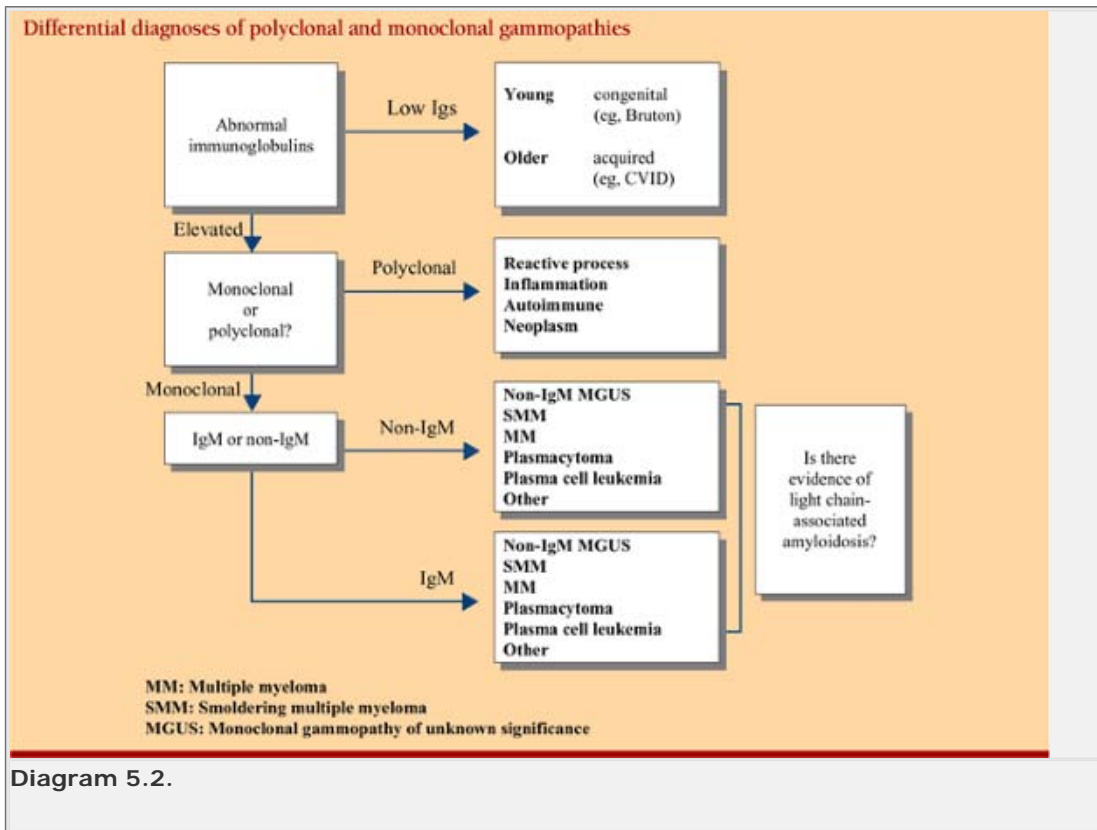 Differential diagnoses of polyclonal and monoclonal gammopathies
Abnormal
immunoglobulins
Low Igs
Young congenital
(eg, Bruton)
Older acquired
(eg, CVID)
Elevated
Monoclonal
or
polyclonal?
Polyclonal
Reactive process
Inflammation
Autoimmune
Neoplasm
Monoclonal
IgM or non-IgM
Non-IgM
Non-IgM MGUS
SMM
MM
Plasmacytoma
Plasma cell leukemia
Other
IgM
Non-IgM MGUS
SMM
MM
Plasmacytoma
Plasma cell leukemia
Other
Is there
evidence of
light chain-
associated
amyloidosis?
MM: Multiple myeloma
SMM: Smoldering multiple myeloma
MGUS: Monoclonal gammopathy of unknown significance
Diagram 5.2.